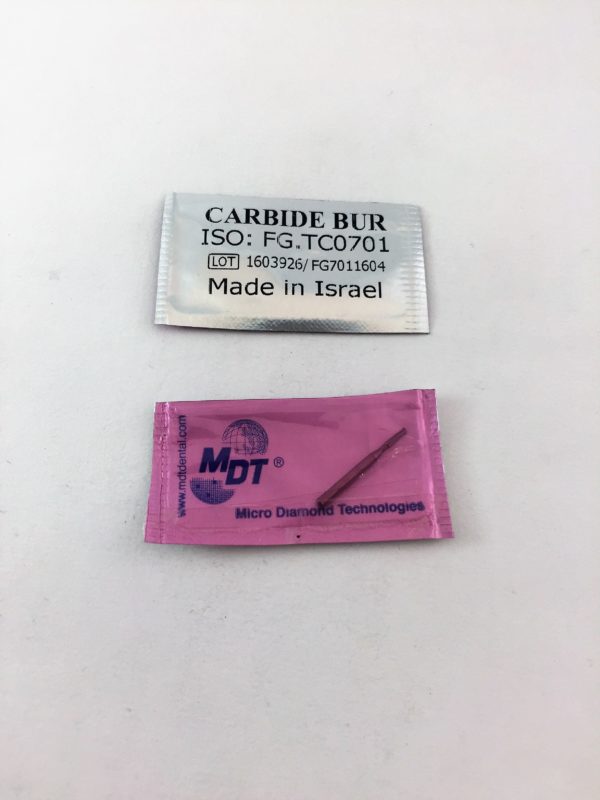 CARBIDE BUR
ISO: FG.TC0701
LOT 1603926/FG7011604
Made in Israel
www.mdtdental.com
MDT®
Micro Diamond Technologies